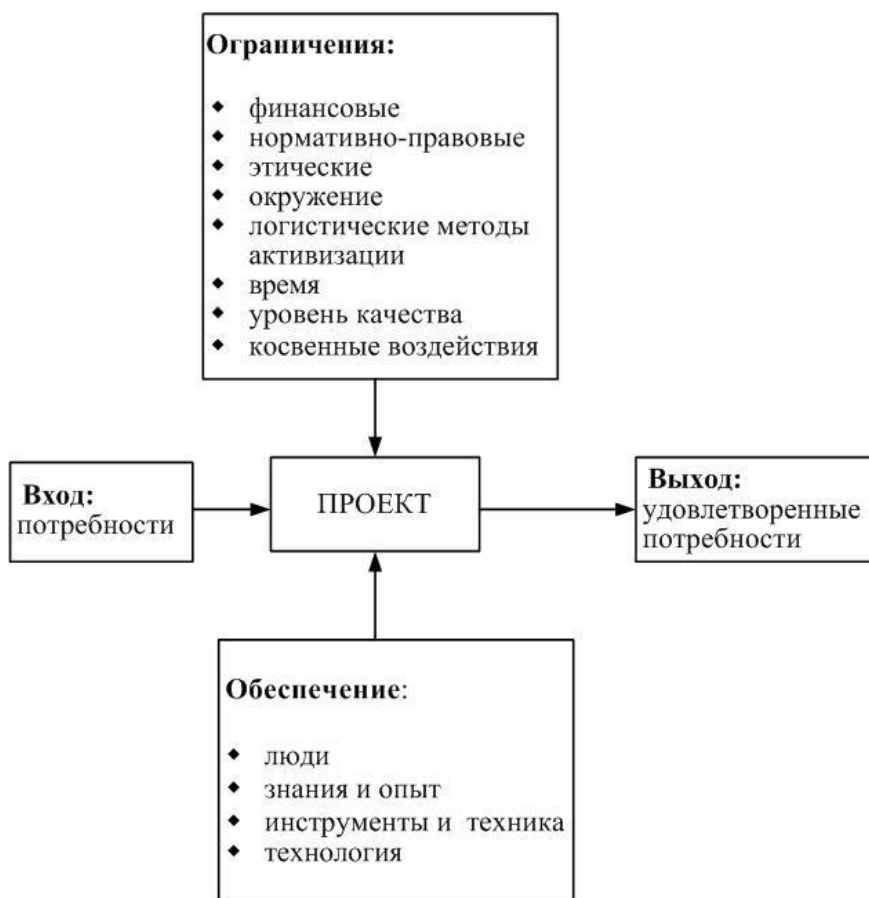 Ограничения:
◆ финансовые
◆ нормативно-правовые
◆ этические
◆ окружение
◆ логистические методы
активизации
◆ время
◆ уровень качества
◆ косвенные воздействия
Вход:
потребности
ПРОЕКТ
Выход:
удовлетворенные
потребности
Обеспечение:
◆ люди
◆ знания и опыт
◆ инструменты и техника
◆ технология